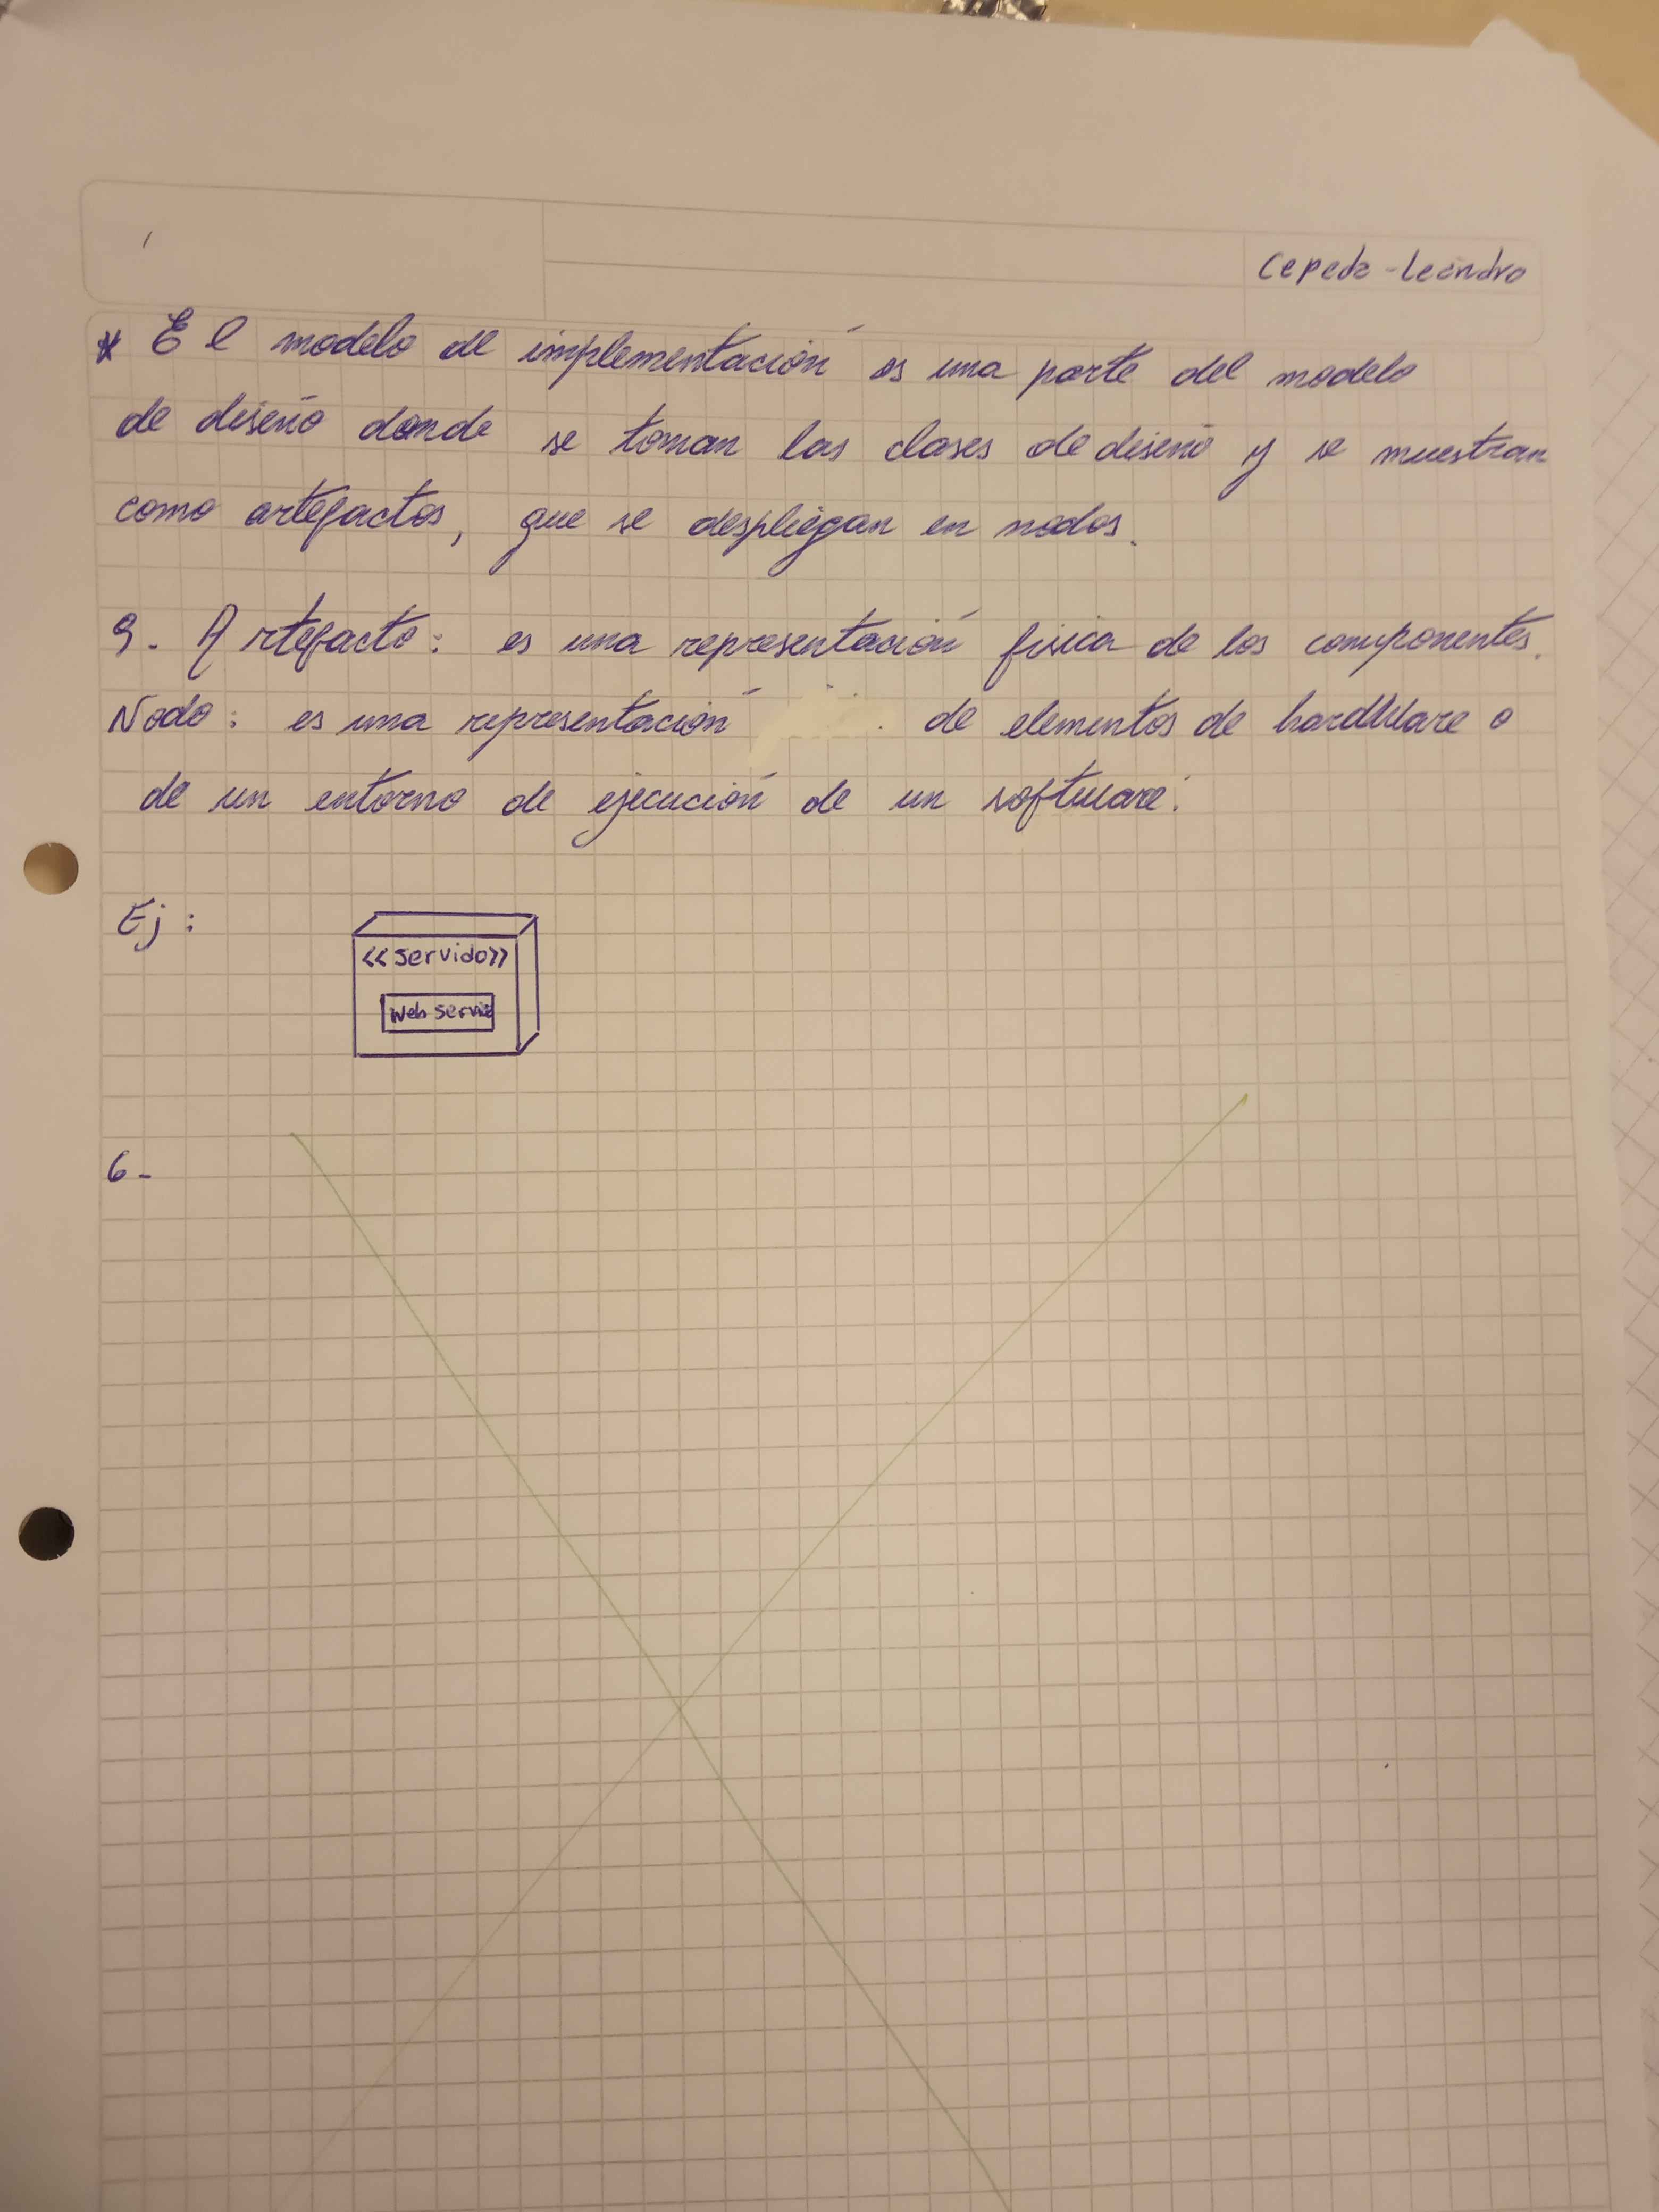 Cepeda - Leandro
* El modelo de implementación es una parte del modelo
de diseño donde se toman las clases de diseño y se muestran
como artefactos, que se despliegan en nodos.
9. Artefacto: es una representación física de los componentes.
Nodo: es una representación de elementos de hardware o
de un entorno de ejecución de un software.
Ej:
<<servido>>
Web servic
6-